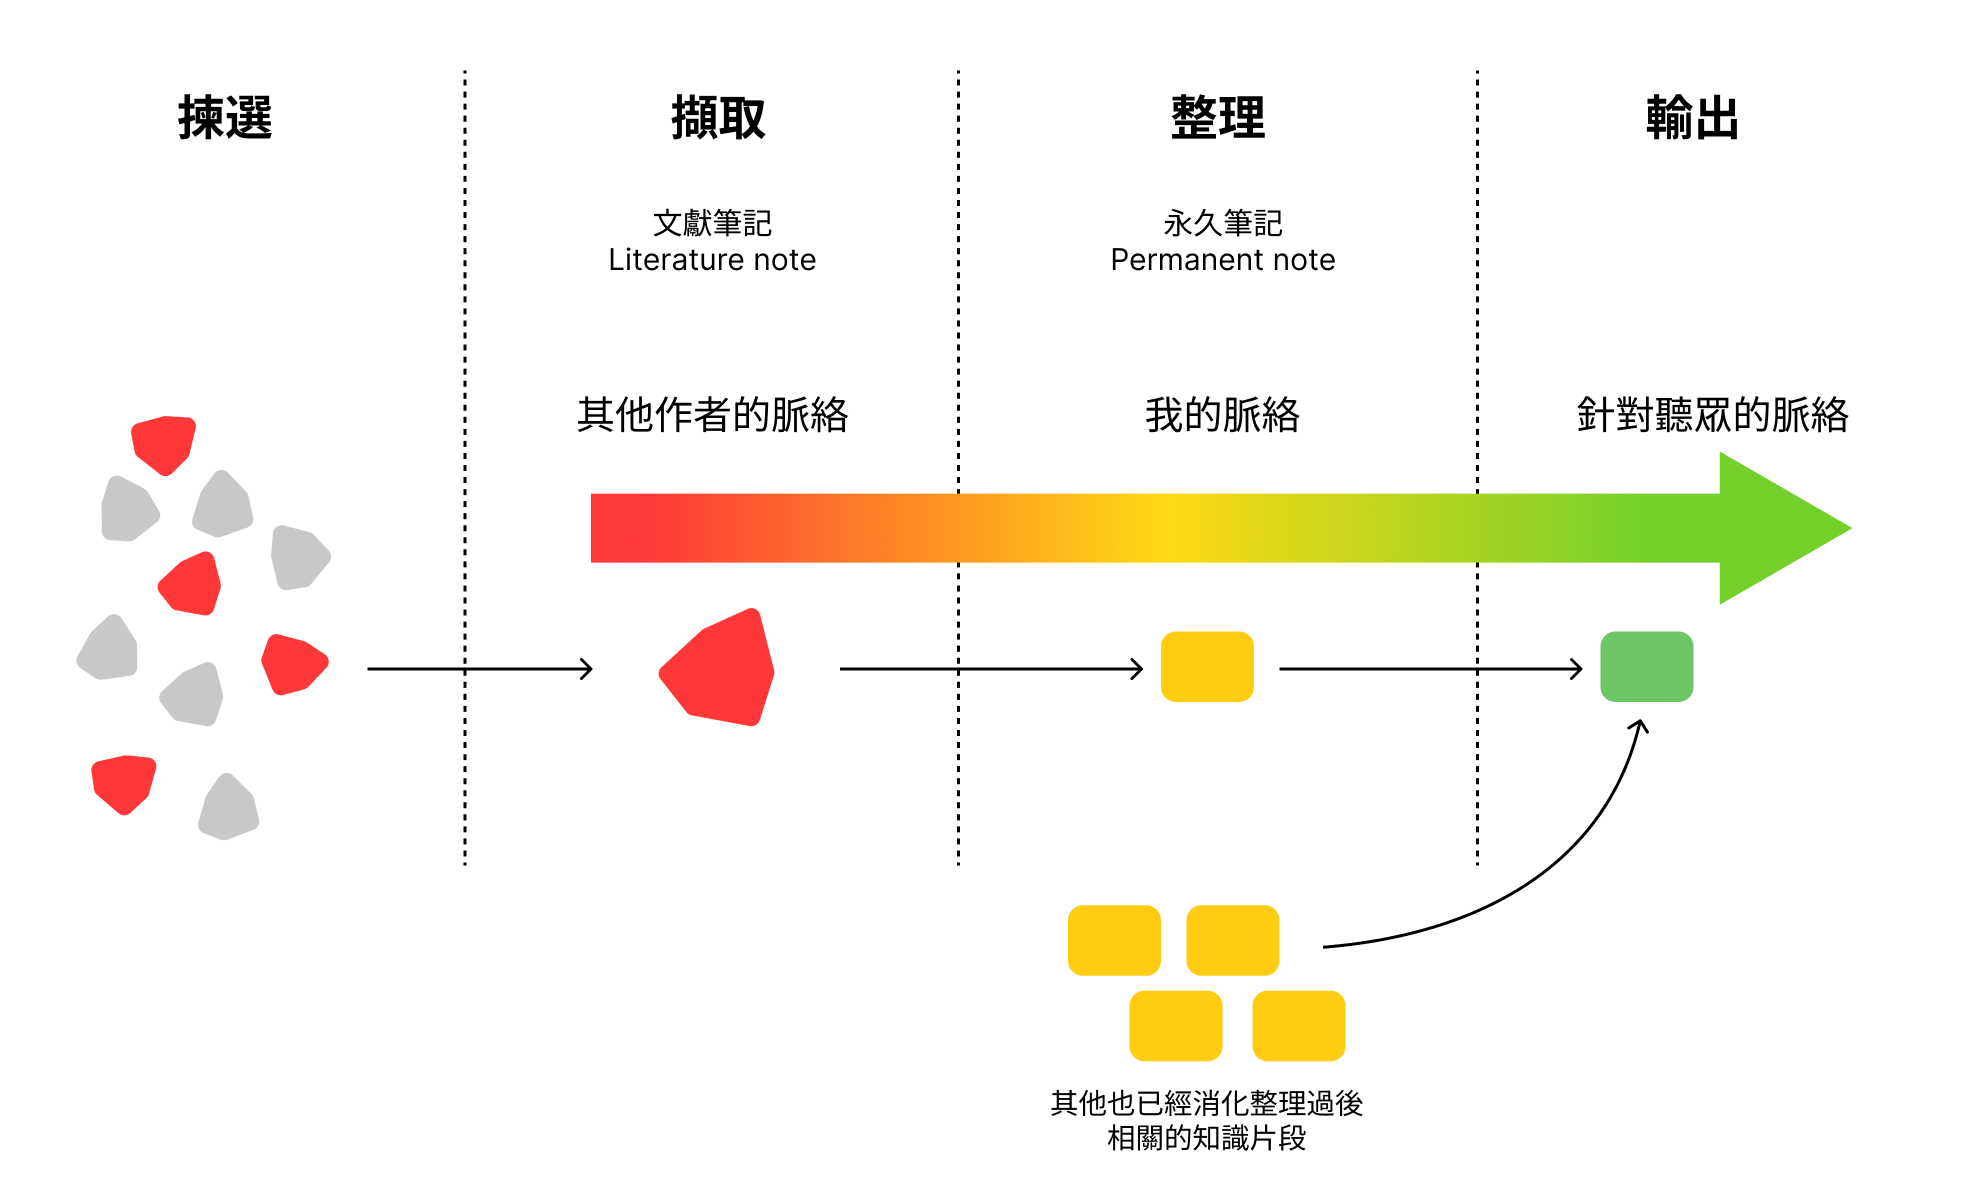 揀選
擷取
整理
輸出
文獻筆記
Literature note
永久筆記
Permanent note
其他作者的脈絡
我的脈絡
針對聽眾的脈絡
其他也已經消化整理過後
相關的知識片段